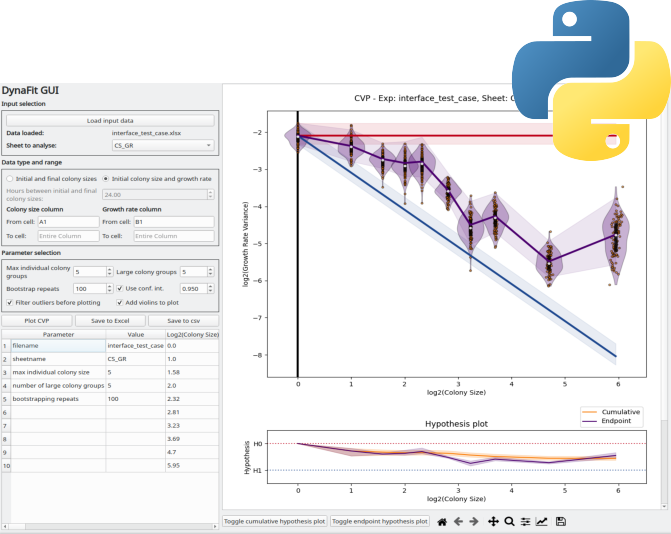 DynaFit GUI
Input selection
Load input data
Data loaded: interface_test_case.xlsx
Sheet to analyse: CS_GR
Data type and range
Initial and final colony sizes Initial colony size and growth rate
Hours between initial and final
colony sizes: 24.00
Colony size column Growth rate column
From cell: A1 From cell: B1
To cell: Entire Column To cell: Entire Column
Parameter selection
Max individual colony
groups 5 Large colony groups 5
Bootstrap repeats 100 Use conf. int. 0.950
Filter outliers before plotting Add violins to plot
Plot CVP Save to Excel Save to csv
Parameter Value Log2(Colony Size)
1 filename interface_test_case 0.0
2 sheetname CS_GR 1.0
3 max individual colony size 5 1.58
4 number of large colony groups 5 2.0
5 bootstrapping repeats 100 2.32
6 2.81
7 3.23
8 3.69
9 4.7
10 5.95
CVP - Exp: interface_test_case, Sheet:
log2(Growth Rate Variance)
−2
−3
−4
−5
−6
−7
−8
0 1 2 3 4 5 6
log2(Colony Size)
Cumulative
Endpoint
Hypothesis plot
Hypothesis
H0
H1
0 1 2 3 4 5 6
log2(Colony Size)
Toggle cumulative hypothesis plot Toggle endpoint hypothesis plot